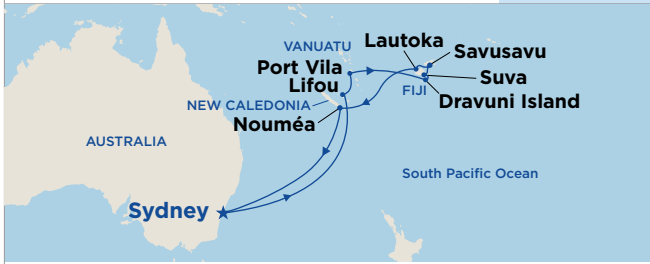 VANUATU
Lautoka
Savusavu
Port Vila
Suva
Lifou
FIJI
Dravuni Island
NEW CALEDONIA
Nouméa
AUSTRALIA
South Pacific Ocean
Sydney